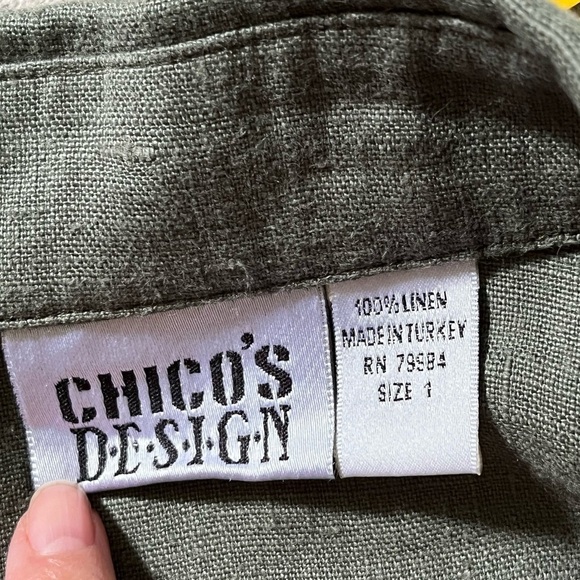 CHICO'S
D·E·S·I·G·N
100% LINEN
MADE IN TURKEY
RN 79984
SIZE 1